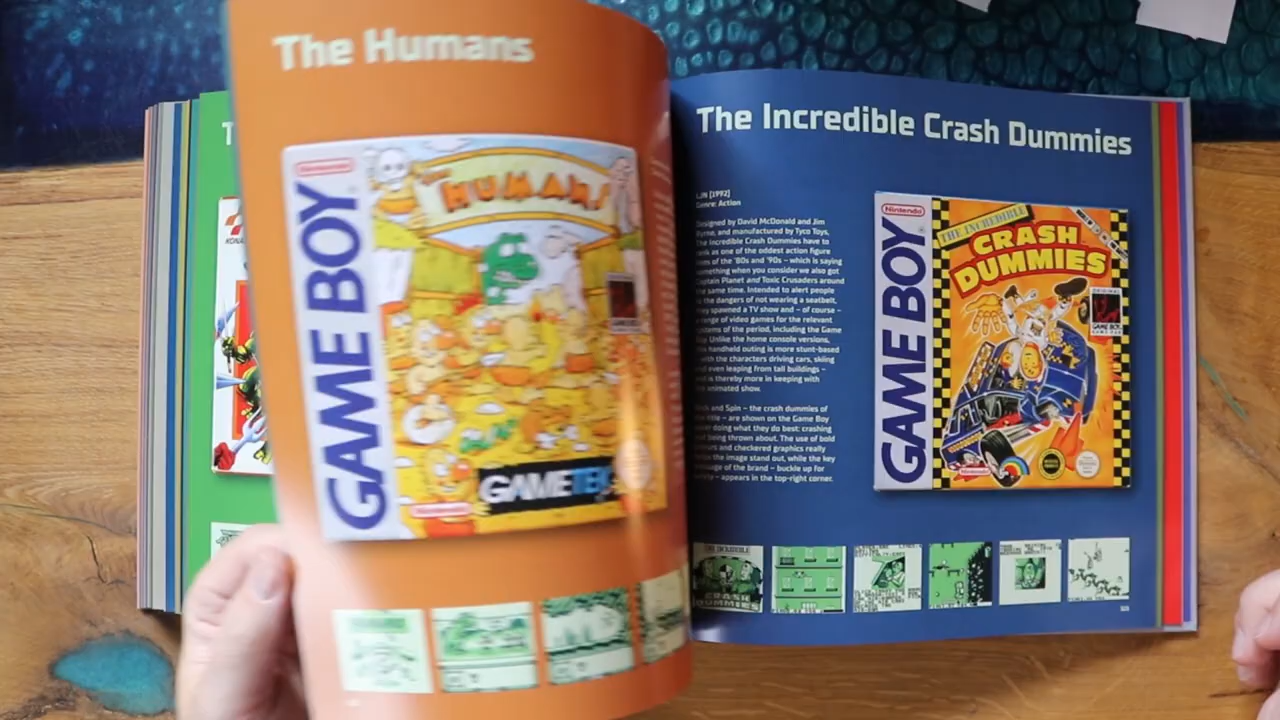 The Humans
Nintendo
GAME BOY
HUMANS
GAMETEK
Nintendo
The Incredible Crash Dummies
LJN [1992]
Genre: Action
Designed by David McDonald and Jim
and manufactured by Tyco Toys,
The Incredible Crash Dummies have to
rank as one of the oddest action figure
of the '80s and '90s – which is saying
something when you consider we also got
Captain Planet and Toxic Crusaders around
the same time. Intended to alert people
to the dangers of not wearing a seatbelt,
they spawned a TV show and – of course –
a range of video games for the relevant
systems of the period, including the Game
Boy. Unlike the home console versions,
handheld outing is more stunt-based
with the characters driving cars, skiing
and even leaping from tall buildings –
and is thereby more in keeping with
the animated show.
and Spin – the crash dummies of
the title – are shown on the Game Boy
doing what they do best: crashing
being thrown about. The use of bold
and checkered graphics really
the image stand out, while the key
of the brand – buckle up for
– appears in the top-right corner.
Nintendo
GAME BOY
THE INCREDIBLE
CRASH
DUMMIES
GAME BOY
Nintendo
THE INCREDIBLE
CRASH
DUMMIES